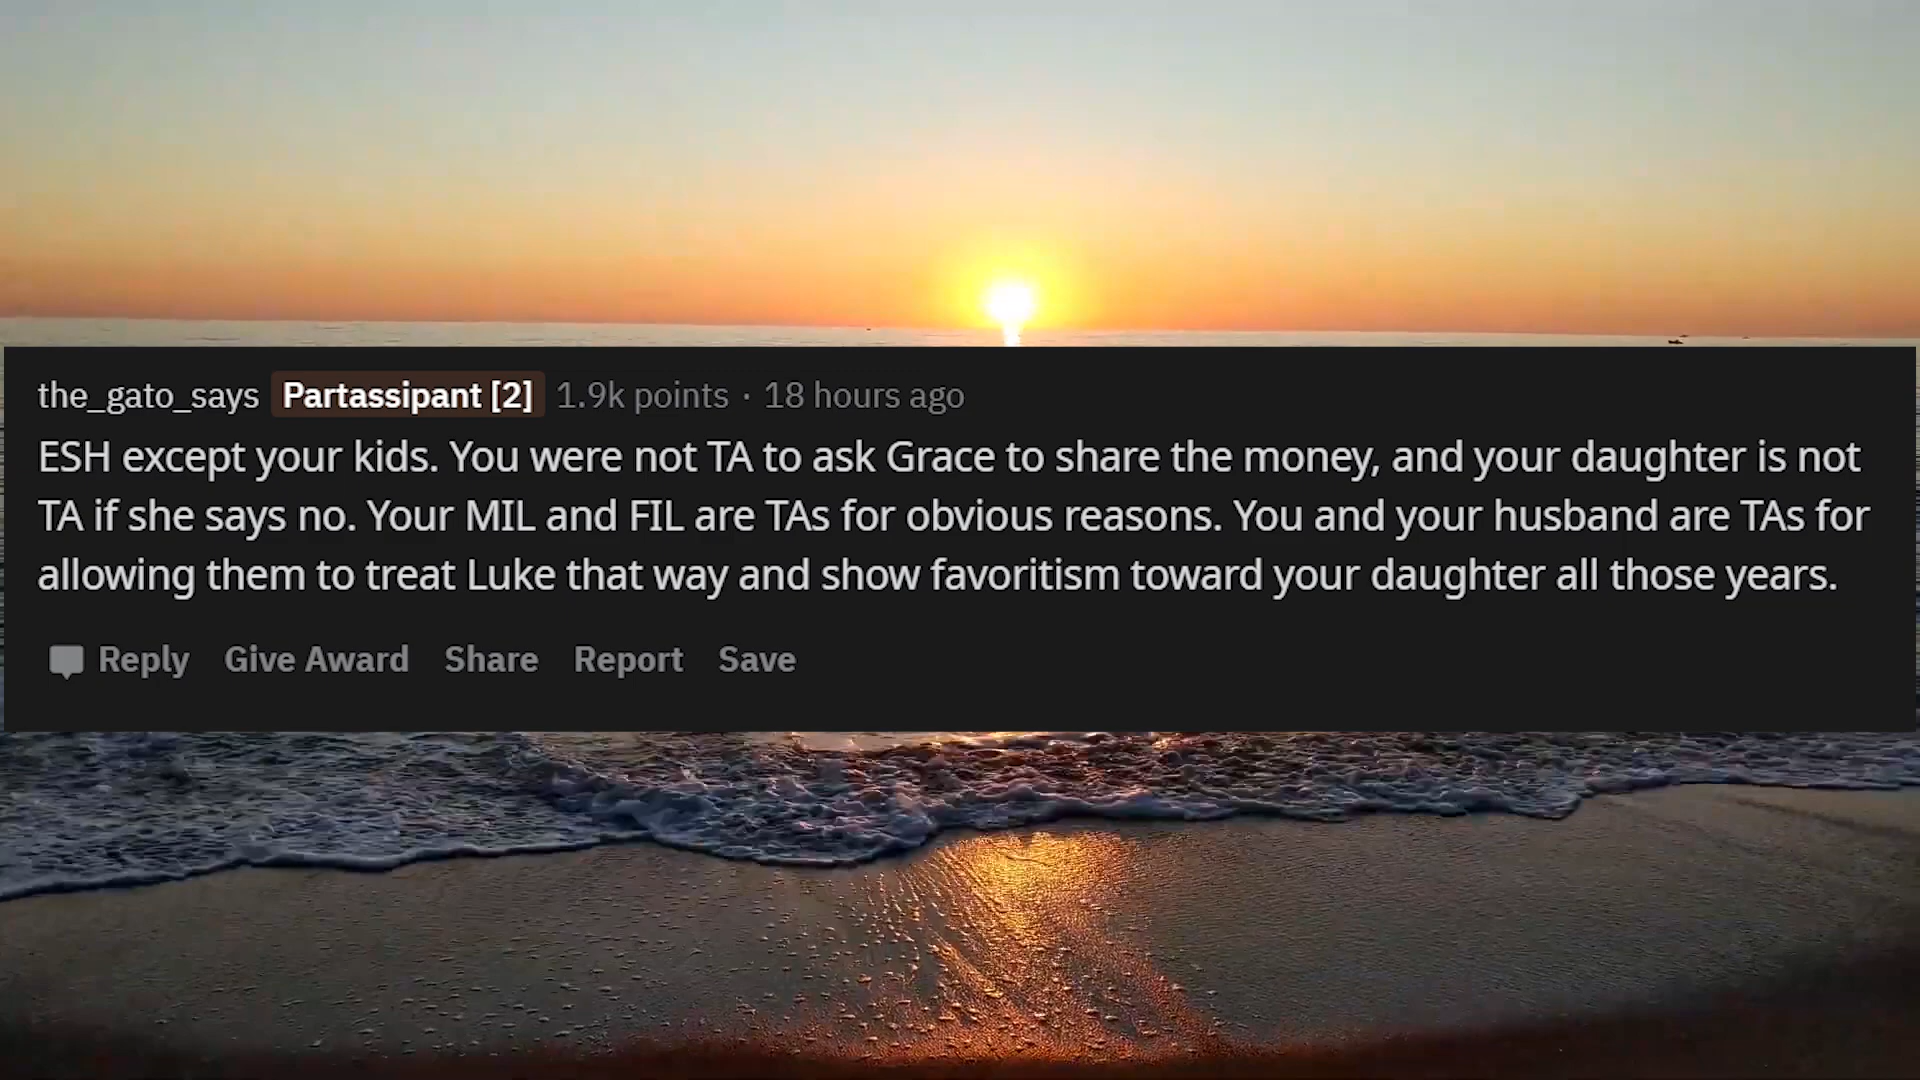 the_gato_says Partassipant [2] 1.9k points · 18 hours ago
ESH except your kids. You were not TA to ask Grace to share the money, and your daughter is not
TA if she says no. Your MIL and FIL are TAs for obvious reasons. You and your husband are TAs for
allowing them to treat Luke that way and show favoritism toward your daughter all those years.
Reply Give Award Share Report Save